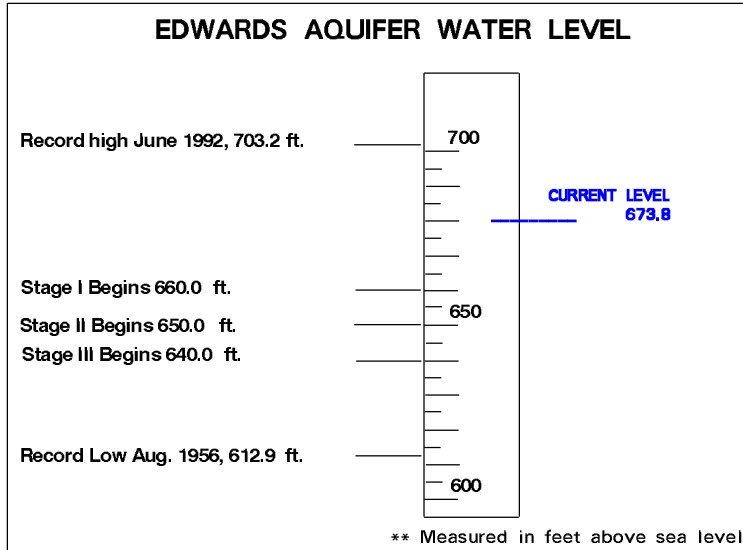 EDWARDS AQUIFER WATER LEVEL
Record high June 1992, 703.2 ft.
700
CURRENT LEVEL
673.8
Stage I Begins 660.0 ft.
650
Stage II Begins 650.0 ft.
Stage III Begins 640.0 ft.
Record Low Aug. 1956, 612.9 ft.
600
** Measured in feet above sea level